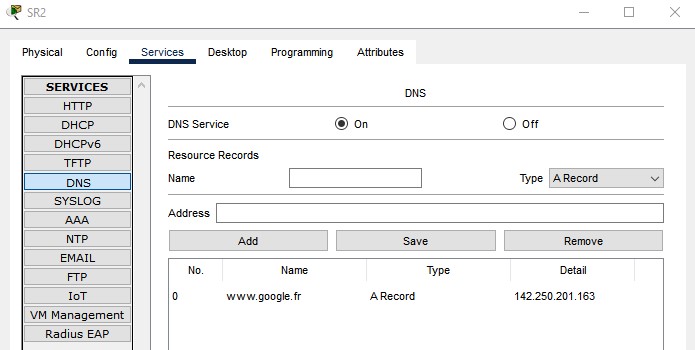 SR2
Physical Config Services Desktop Programming Attributes
SERVICES
HTTP
DHCP
DHCPv6
TFTP
DNS
SYSLOG
AAA
NTP
EMAIL
FTP
IoT
VM Management
Radius EAP
DNS
DNS Service On Off
Resource Records
Name Type A Record
Address
Add Save Remove
No. Name Type Detail
0 www.google.fr A Record 142.250.201.163